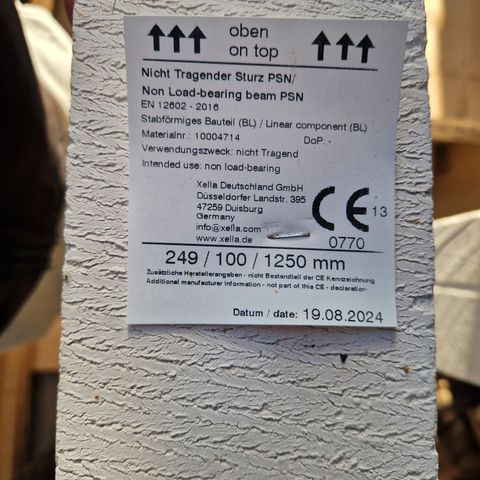 oben
on top
Nicht Tragender Sturz PSN/
Non Load-bearing beam PSN
EN 12602 - 2016
Stabförmiges Bauteil (BL) / Linear component (BL)
Materialnr.: 10004714 DoP: -
Verwendungszweck: nicht Tragend
Intended use: non load-bearing
Xella Deutschland GmbH
Düsseldorfer Landstr. 395
47259 Duisburg
Germany
info@xella.com
www.xella.de
CE 13
0770
249 / 100 / 1250 mm
Zusätzliche Herstellerangaben - nicht Bestandteil der CE Kennzeichnung
Additional manufacturer information - not part of this CE - declaration
Datum / date: 19.08.2024